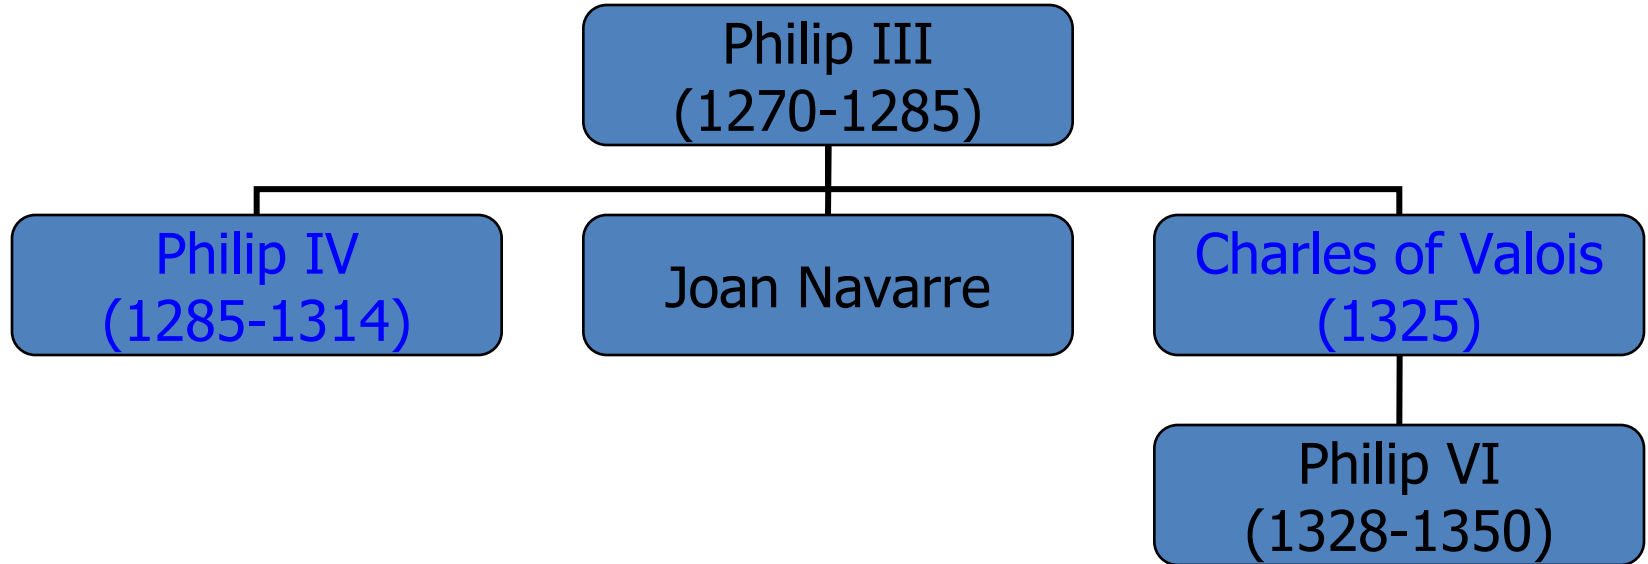 Philip III
(1270-1285)
Philip IV
(1285-1314)
Joan Navarre
Charles of Valois
(1325)
Philip VI
(1328-1350)